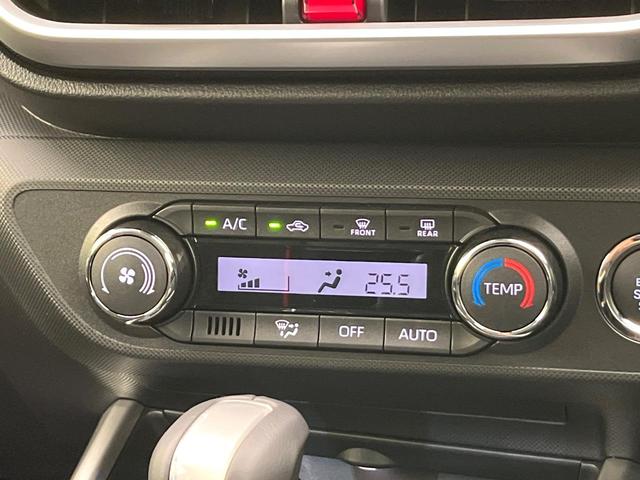 A/C
FRONT
REAR
25.5
TEMP
OFF
AUTO